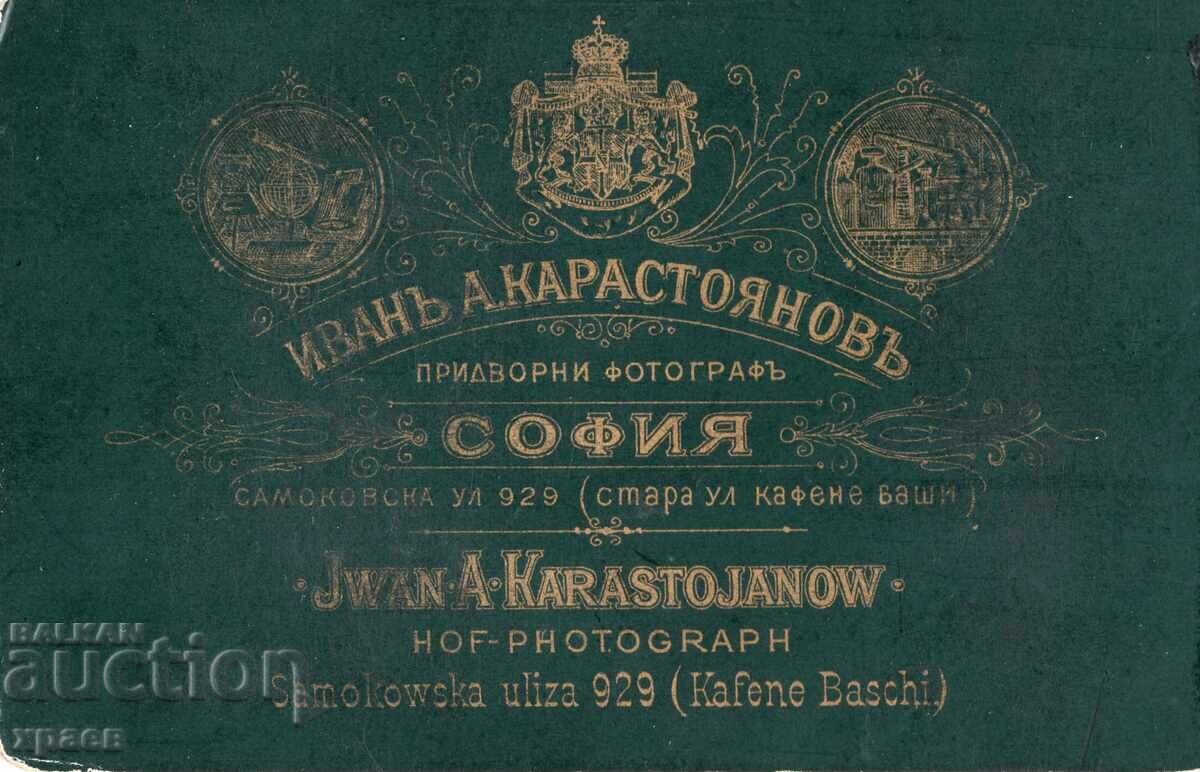 ИВАНЪ А.КАРАСТОЯНОВЪ
ПРИДВОРНИ ФОТОГРАФЪ
СОФИЯ
САМОКОВСКА УЛ 929 (стара ул кафене баши)
·JWAN·A·KARASTOJANOW·
HOF-PHOTOGRAPH
Samokowska uliza 929 (Kafene Baschi.)
BALKAN
auction
храев